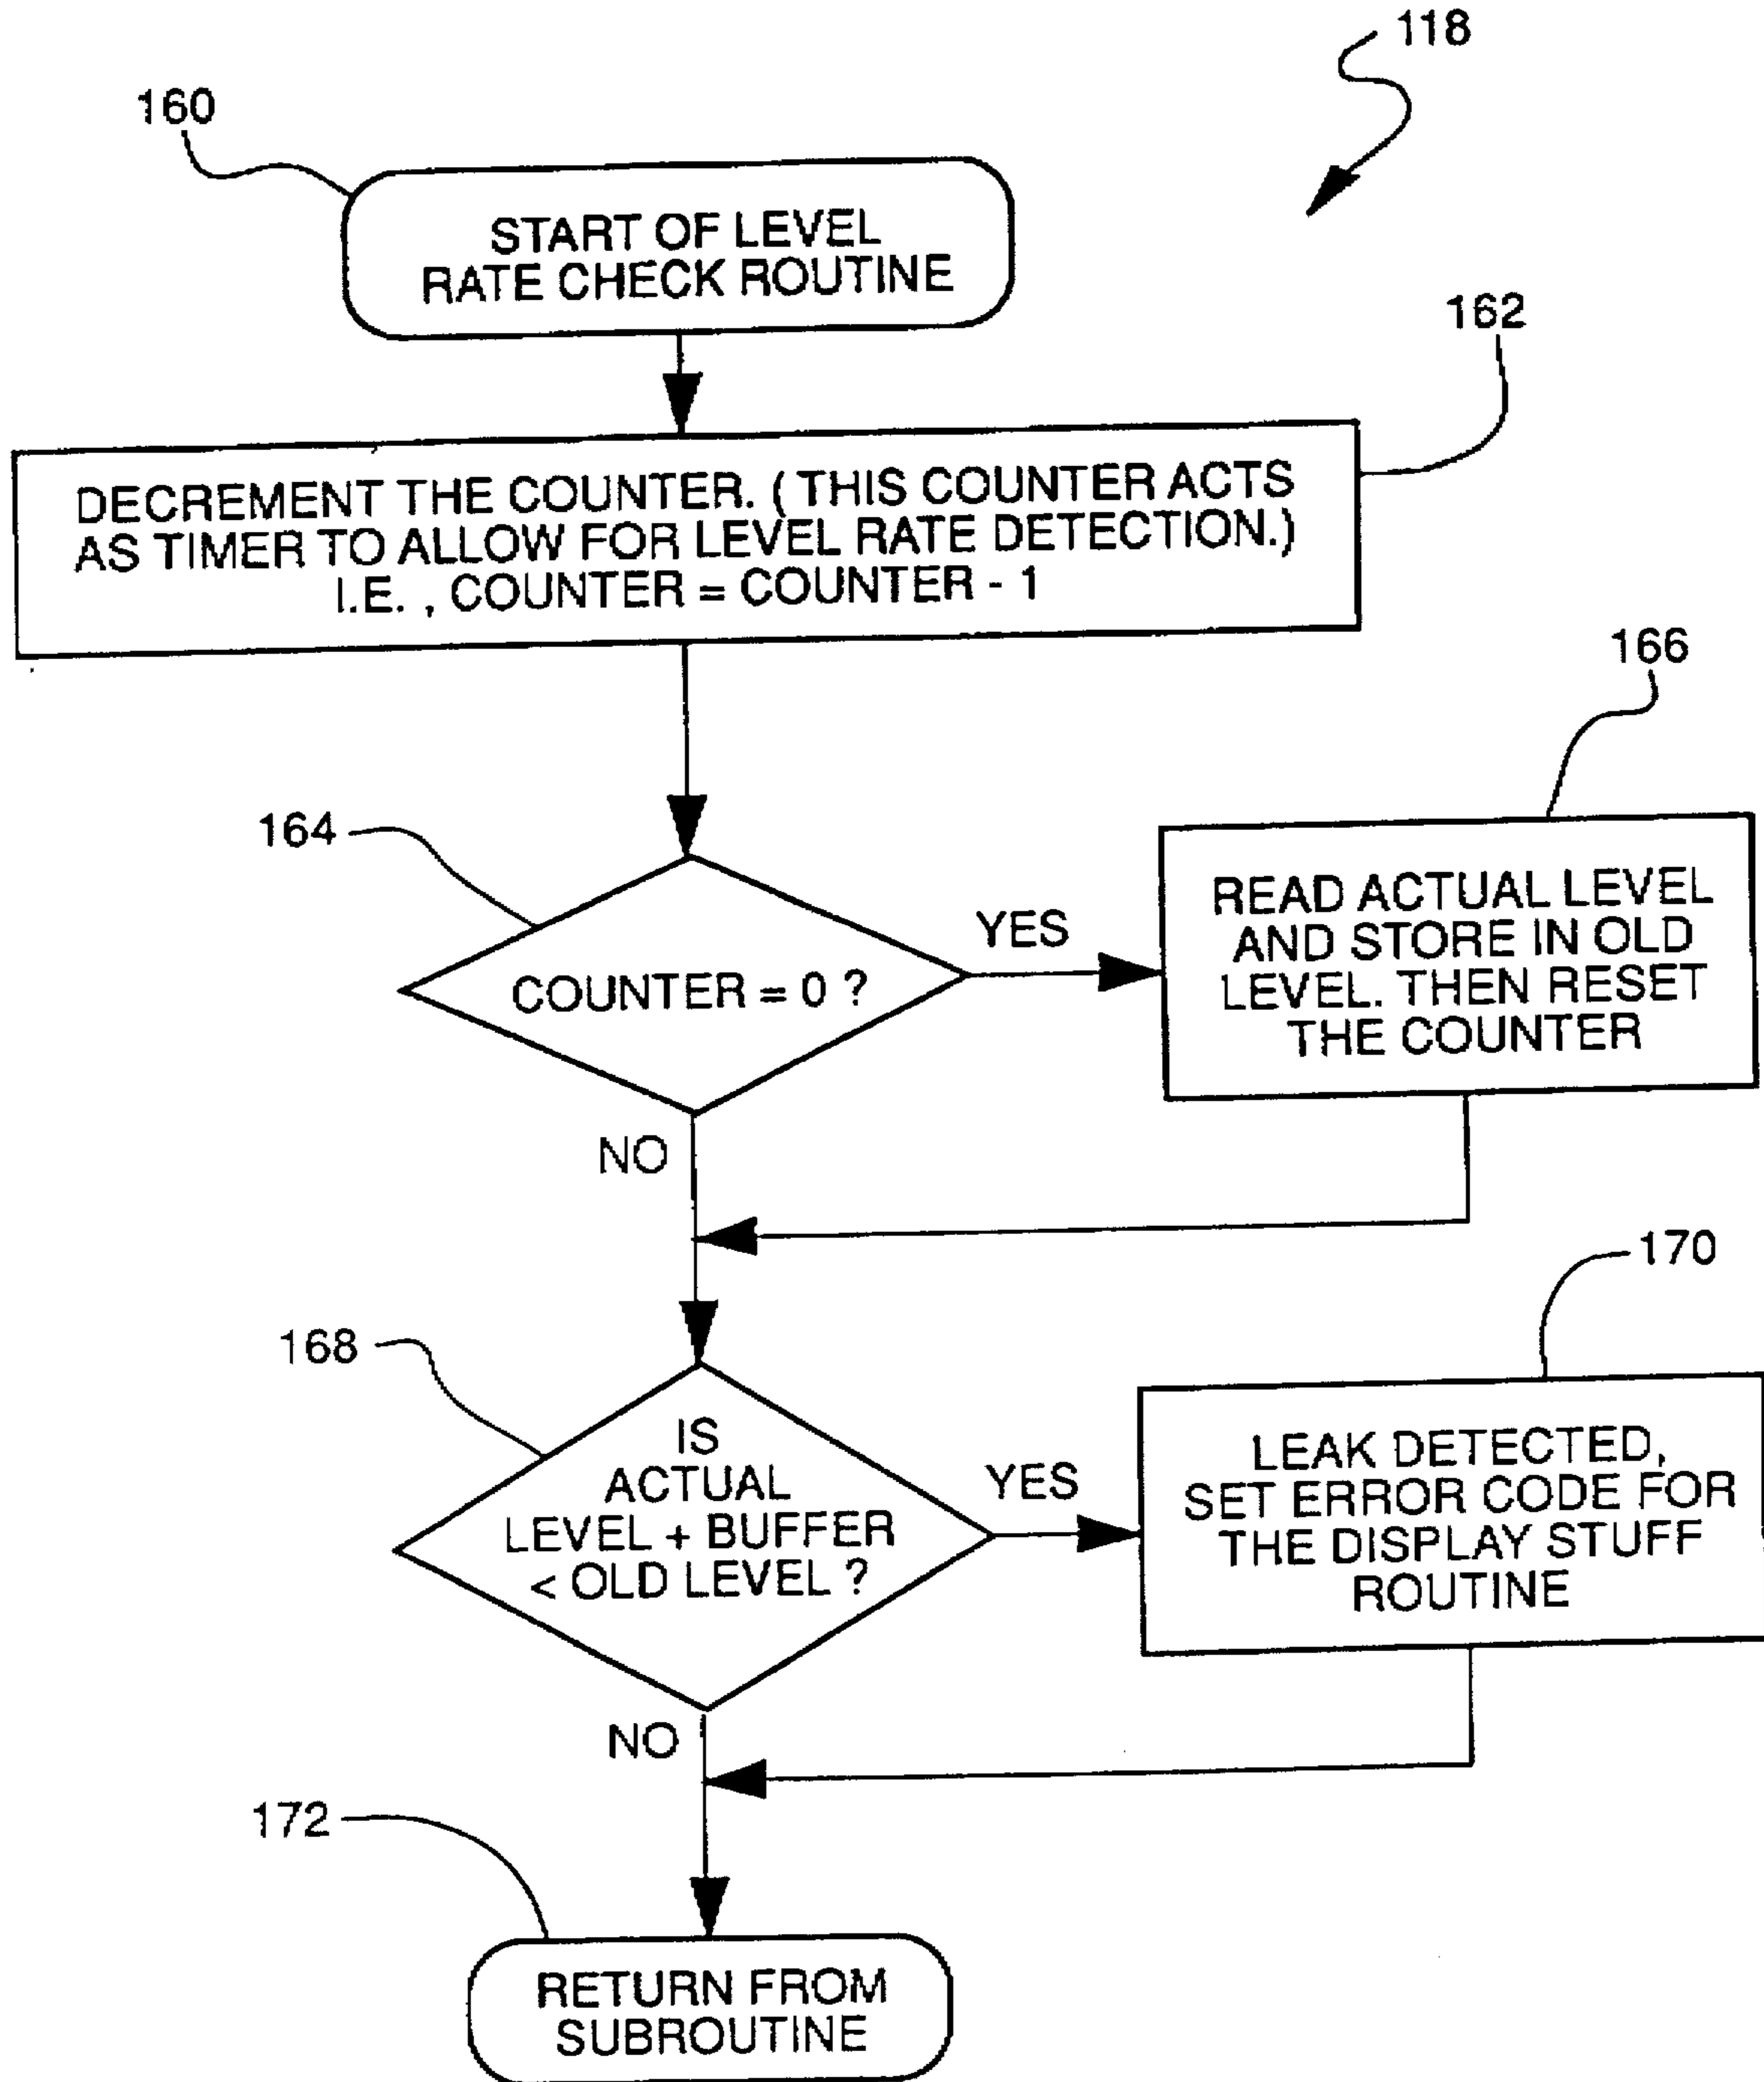 118
160
START OF LEVEL
RATE CHECK ROUTINE
162
DECREMENT THE COUNTER. ( THIS COUNTER ACTS
AS TIMER TO ALLOW FOR LEVEL RATE DETECTION.)
I.E. , COUNTER = COUNTER - 1
166
164
COUNTER = 0 ?
YES
READ ACTUAL LEVEL
AND STORE IN OLD
LEVEL. THEN RESET
THE COUNTER
NO
170
168
IS
ACTUAL
LEVEL + BUFFER
< OLD LEVEL ?
YES
LEAK DETECTED,
SET ERROR CODE FOR
THE DISPLAY STUFF
ROUTINE
NO
172
RETURN FROM
SUBROUTINE